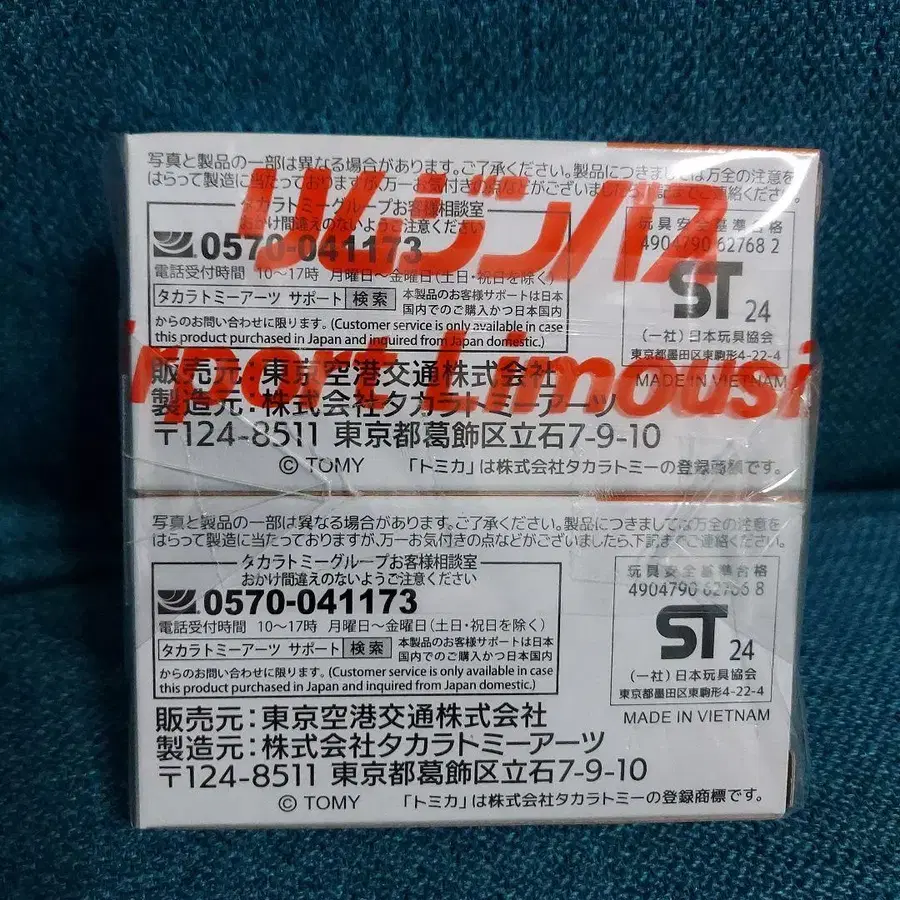 写真と製品の一部は異なる場合があります。ご了承ください。製品につきましては万全の注意を
はらって製造に当たっておりますが、万一お気付きの点などがございましたら、下記までご連絡ください。
リムジンバス
タカラトミーグループお客様相談室
おかけ間違えのないようご注意ください
0570-041173
電話受付時間 10〜17時 月曜日〜金曜日(土日・祝日を除く)
タカラトミーアーツ サポート 検索
本製品のお客様サポートは日本
国内でのご購入かつ日本国内
からのお問い合わせに限ります。(Customer service is only available in case
this product purchased in Japan and inquired from Japan domestic.)
玩具安全基準合格
4904790 62768 2
ST 24
(一社)日本玩具協会
東京都墨田区東駒形4-22-4
MADE IN VIETNAM
irport Limousi
販売元:東京空港交通株式会社
製造元:株式会社タカラトミーアーツ
〒124-8511 東京都葛飾区立石7-9-10
© TOMY 「トミカ」は株式会社タカラトミーの登録商標です。
写真と製品の一部は異なる場合があります。ご了承ください。製品につきましては万全の注意を
はらって製造に当たっておりますが、万一お気付きの点などがございましたら、下記までご連絡ください。
タカラトミーグループお客様相談室
おかけ間違えのないようご注意ください
0570-041173
電話受付時間 10〜17時 月曜日〜金曜日(土日・祝日を除く)
タカラトミーアーツ サポート 検索
本製品のお客様サポートは日本
国内でのご購入かつ日本国内
からのお問い合わせに限ります。(Customer service is only available in case
this product purchased in Japan and inquired from Japan domestic.)
玩具安全基準合格
4904790 62766 8
ST 24
(一社)日本玩具協会
東京都墨田区東駒形4-22-4
MADE IN VIETNAM
販売元:東京空港交通株式会社
製造元:株式会社タカラトミーアーツ
〒124-8511 東京都葛飾区立石7-9-10
© TOMY 「トミカ」は株式会社タカラトミーの登録商標です。